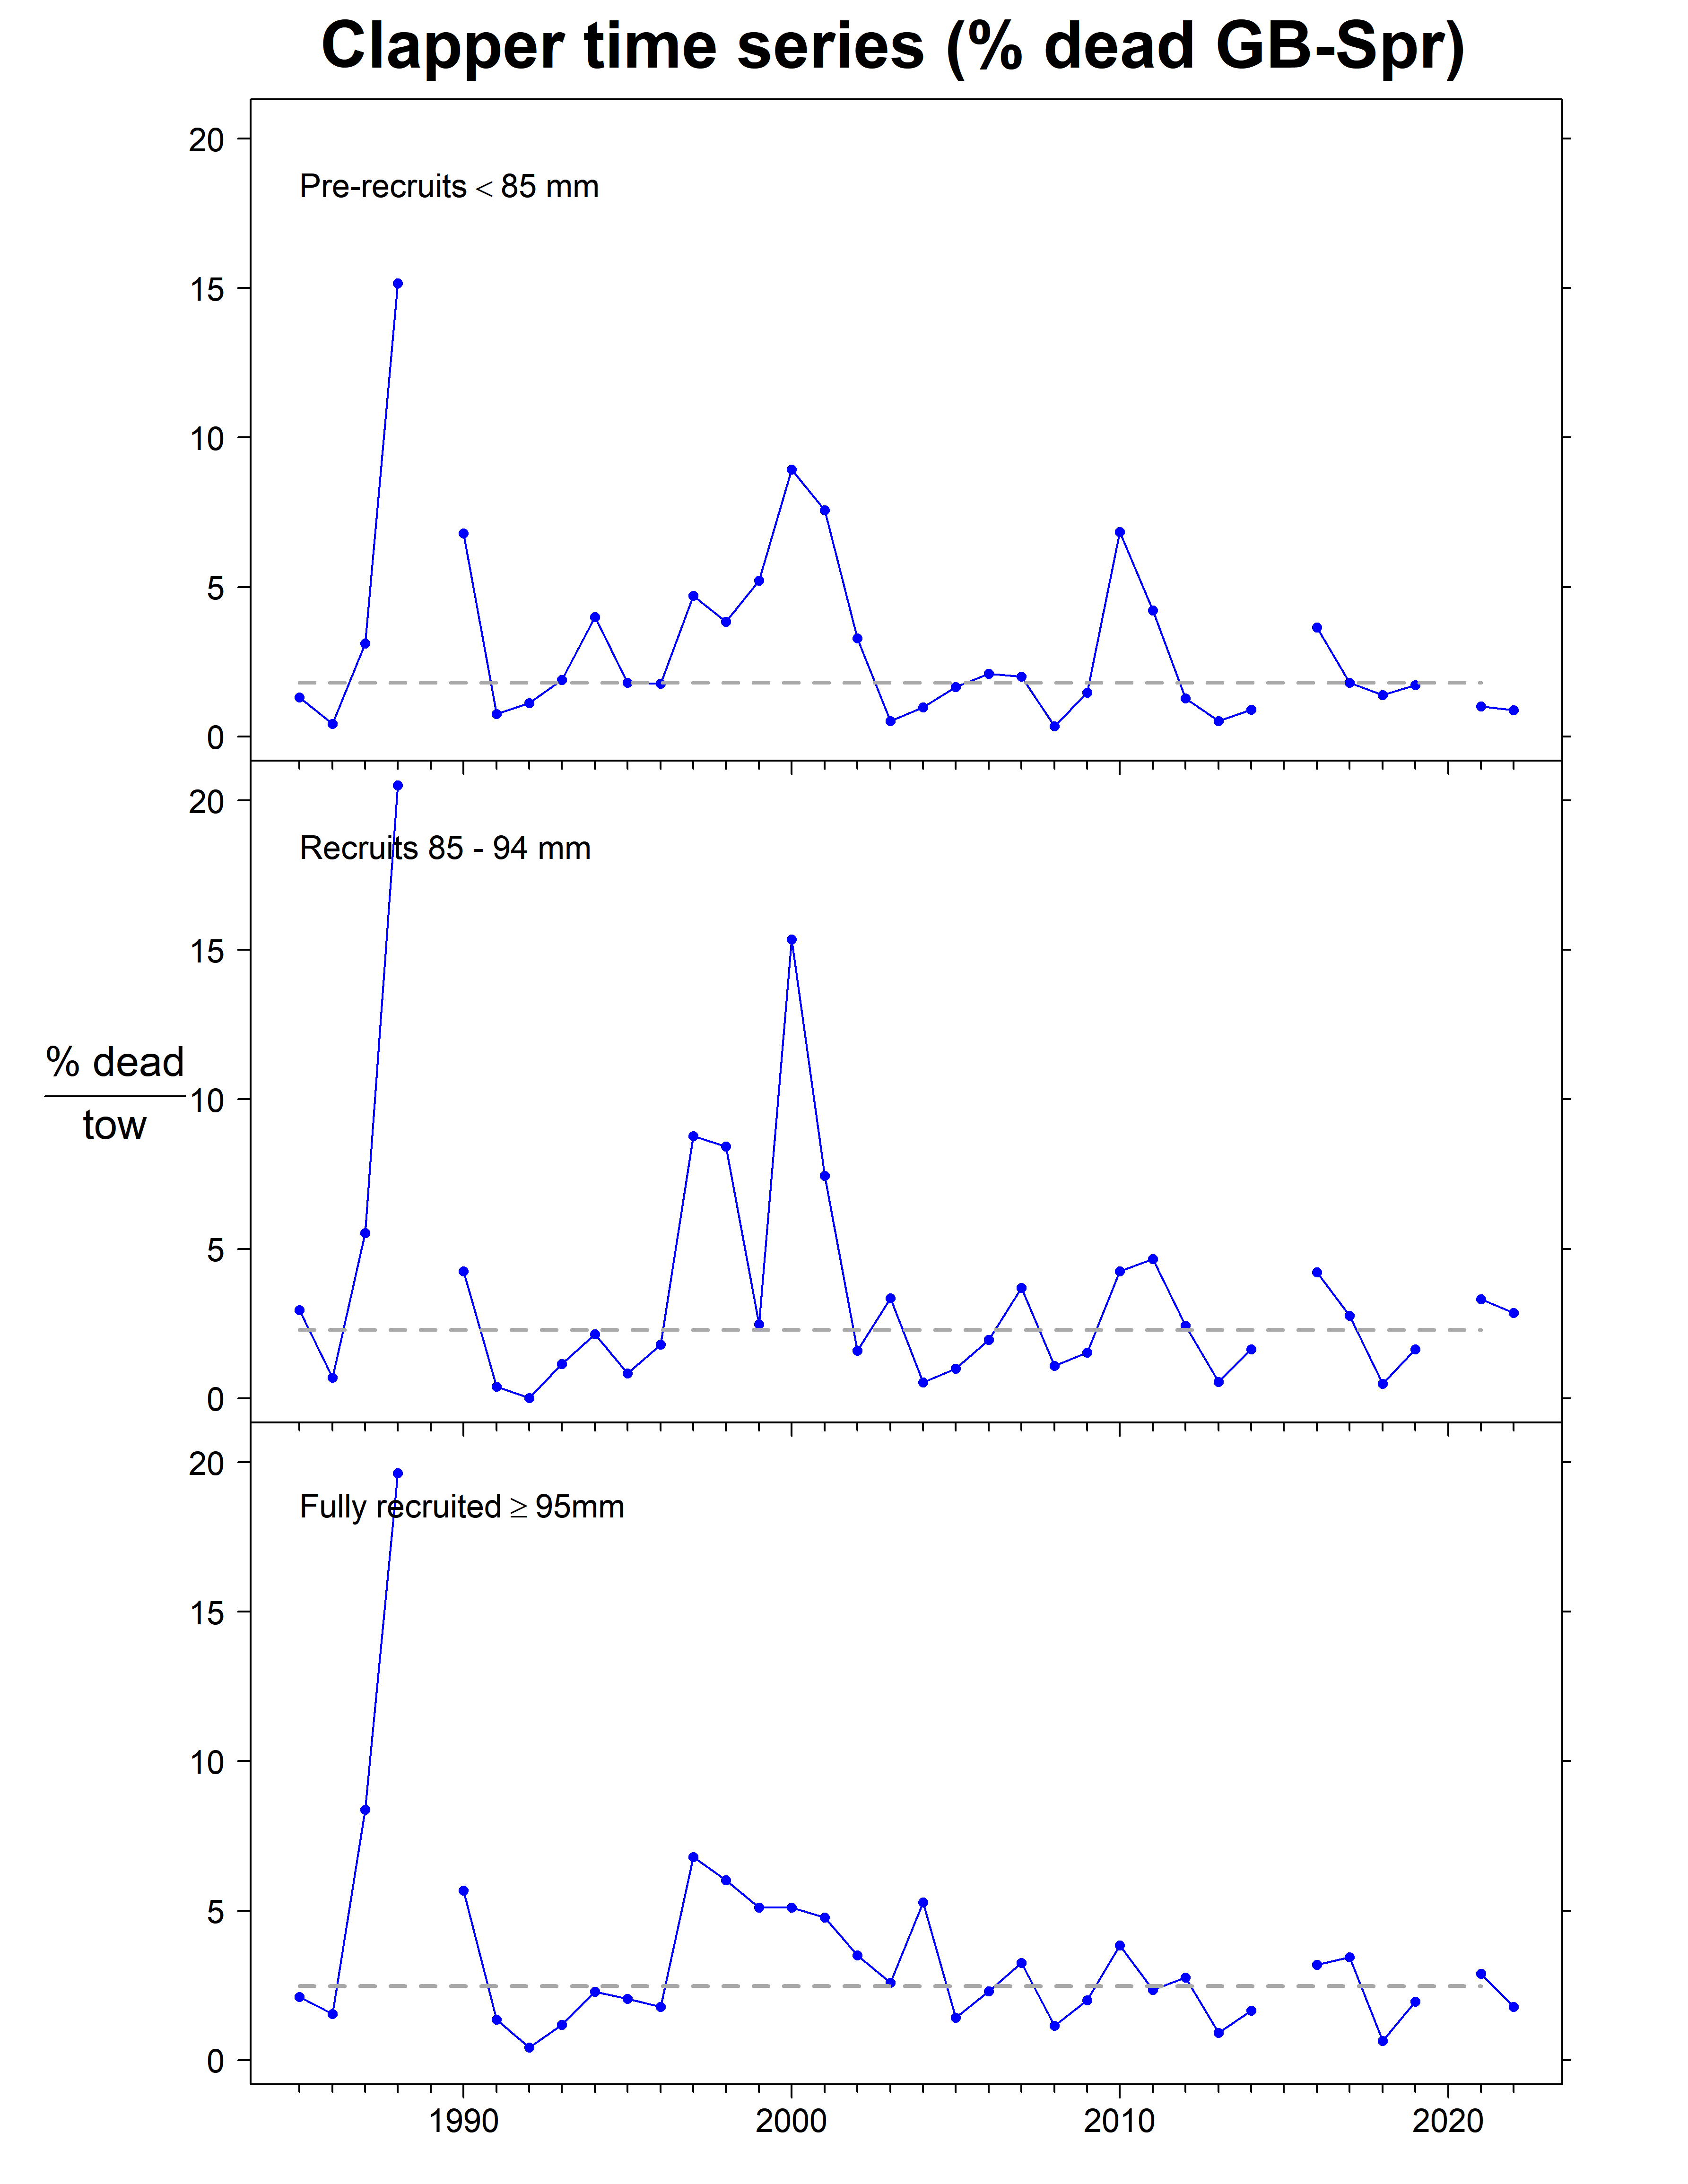 Clapper time series (% dead GB-Spr)
20
Pre-recruits < 85 mm
15
10
5
0
20
Recruits 85 - 94 mm
15
% dead
tow
10
5
0
20
Fully recruited ≥ 95mm
15
10
5
0
1990 2000 2010 2020